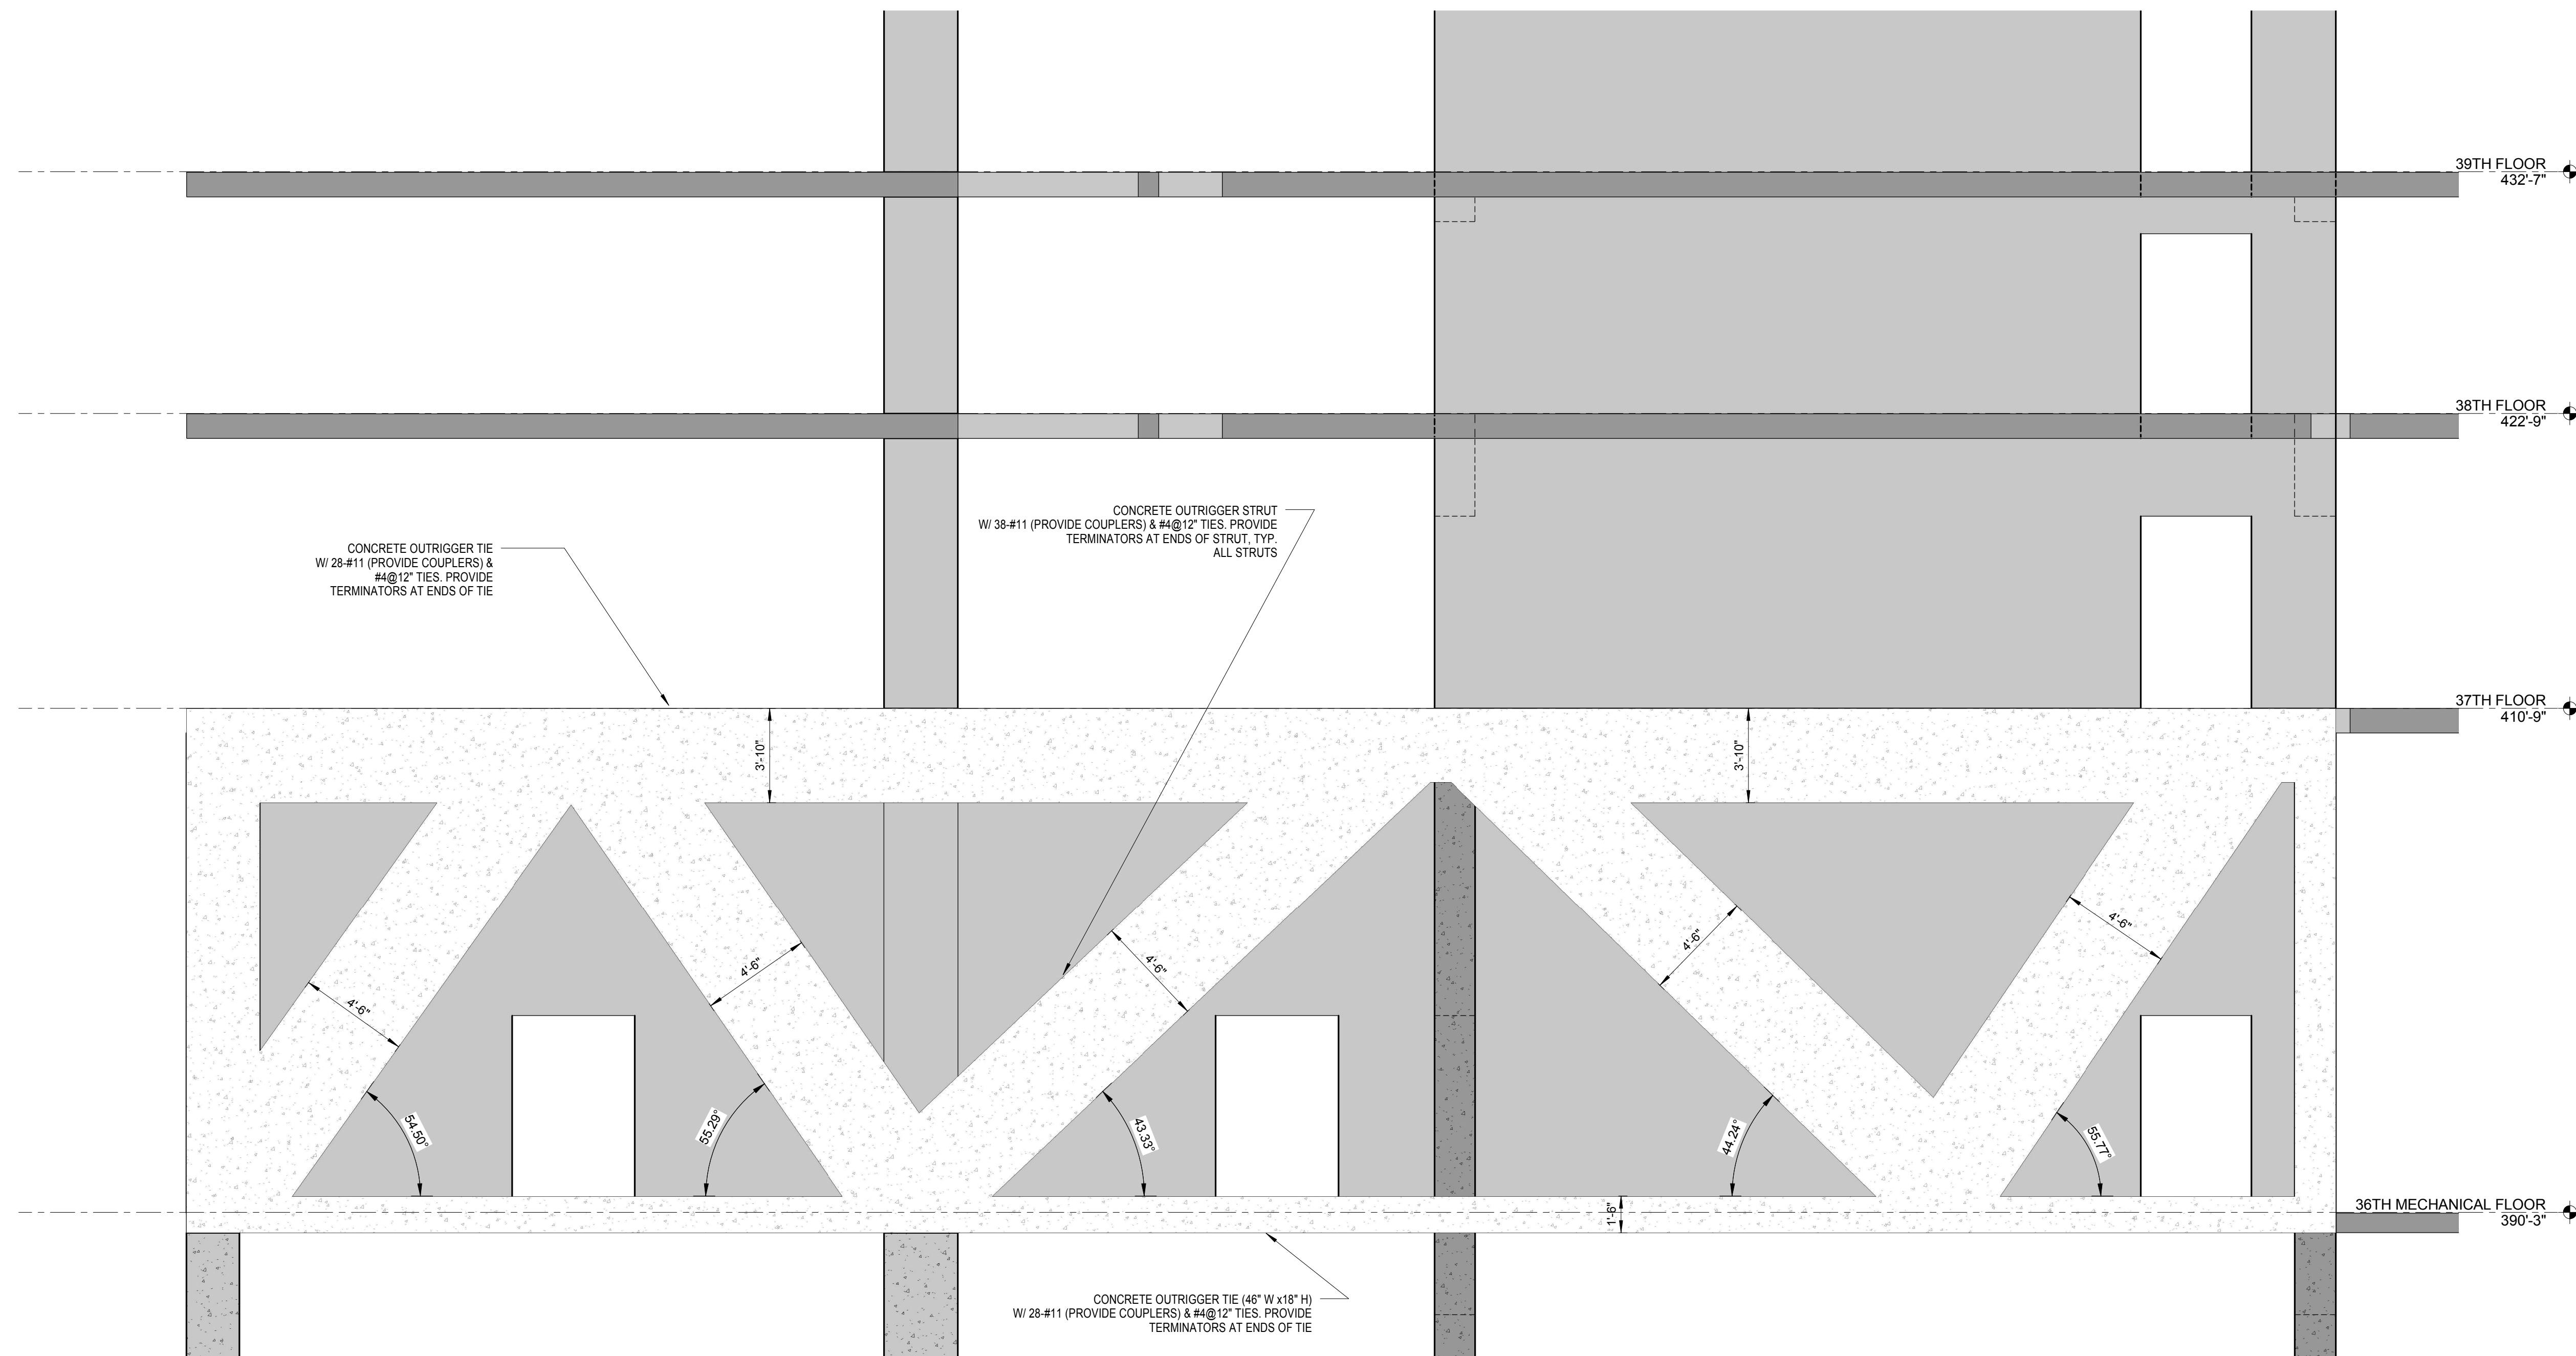 39TH FLOOR
432'-7"
38TH FLOOR
422'-9"
CONCRETE OUTRIGGER STRUT
W/ 38-#11 (PROVIDE COUPLERS) & #4@12" TIES. PROVIDE
TERMINATORS AT ENDS OF STRUT, TYP.
ALL STRUTS
CONCRETE OUTRIGGER TIE
W/ 28-#11 (PROVIDE COUPLERS) &
#4@12" TIES. PROVIDE
TERMINATORS AT ENDS OF TIE
37TH FLOOR
410'-9"
3'-10"
3'-10"
4'-6"
4'-6"
4'-6"
4'-6"
4'-6"
54.50°
55.29°
43.33°
44.24°
55.77°
1'-6"
36TH MECHANICAL FLOOR
390'-3"
CONCRETE OUTRIGGER TIE (46" W x18" H)
W/ 28-#11 (PROVIDE COUPLERS) & #4@12" TIES. PROVIDE
TERMINATORS AT ENDS OF TIE